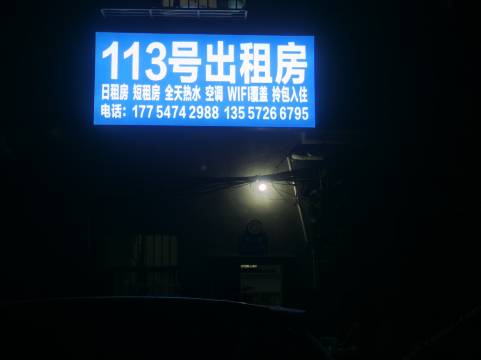 113号出租房
日租房 短租房 全天热水 空调 WIFI覆盖 拎包入住
电话：177 5474 2988 135 5726 6795